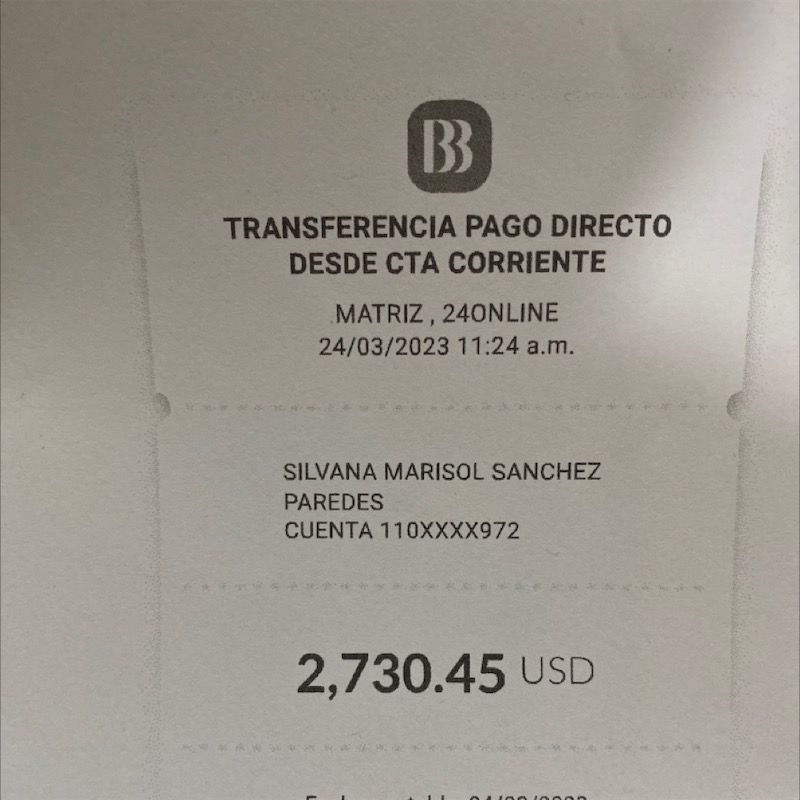 BB
TRANSFERENCIA PAGO DIRECTO
DESDE CTA CORRIENTE
MATRIZ , 24ONLINE
24/03/2023 11:24 a.m.
SILVANA MARISOL SANCHEZ
PAREDES
CUENTA 110XXXX972
2,730.45 USD